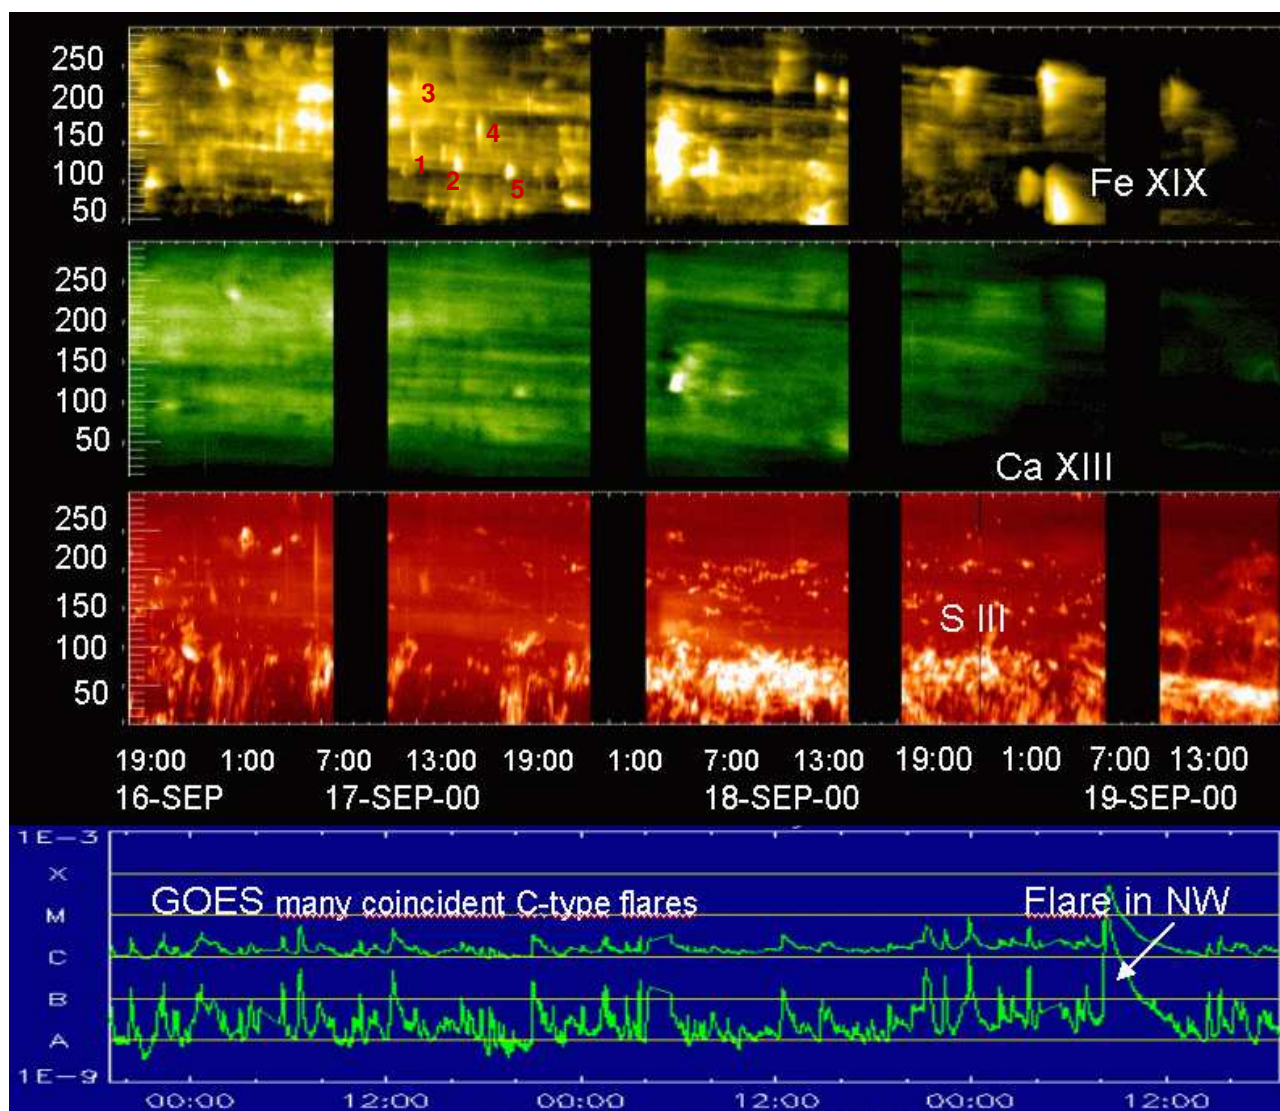 250
200
150
100
50
3
4
1
2
5
Fe XIX
250
200
150
100
50
Ca XIII
250
200
150
100
50
S III
19:00 1:00 7:00 13:00 19:00 1:00 7:00 13:00 19:00 1:00 7:00 13:00
16-SEP 17-SEP-00 18-SEP-00 19-SEP-00
1E-3
X
GOES many coincident C-type flares Flare in NW
M
C
B
A
1E-9
00:00 12:00 00:00 12:00 00:00 12:00